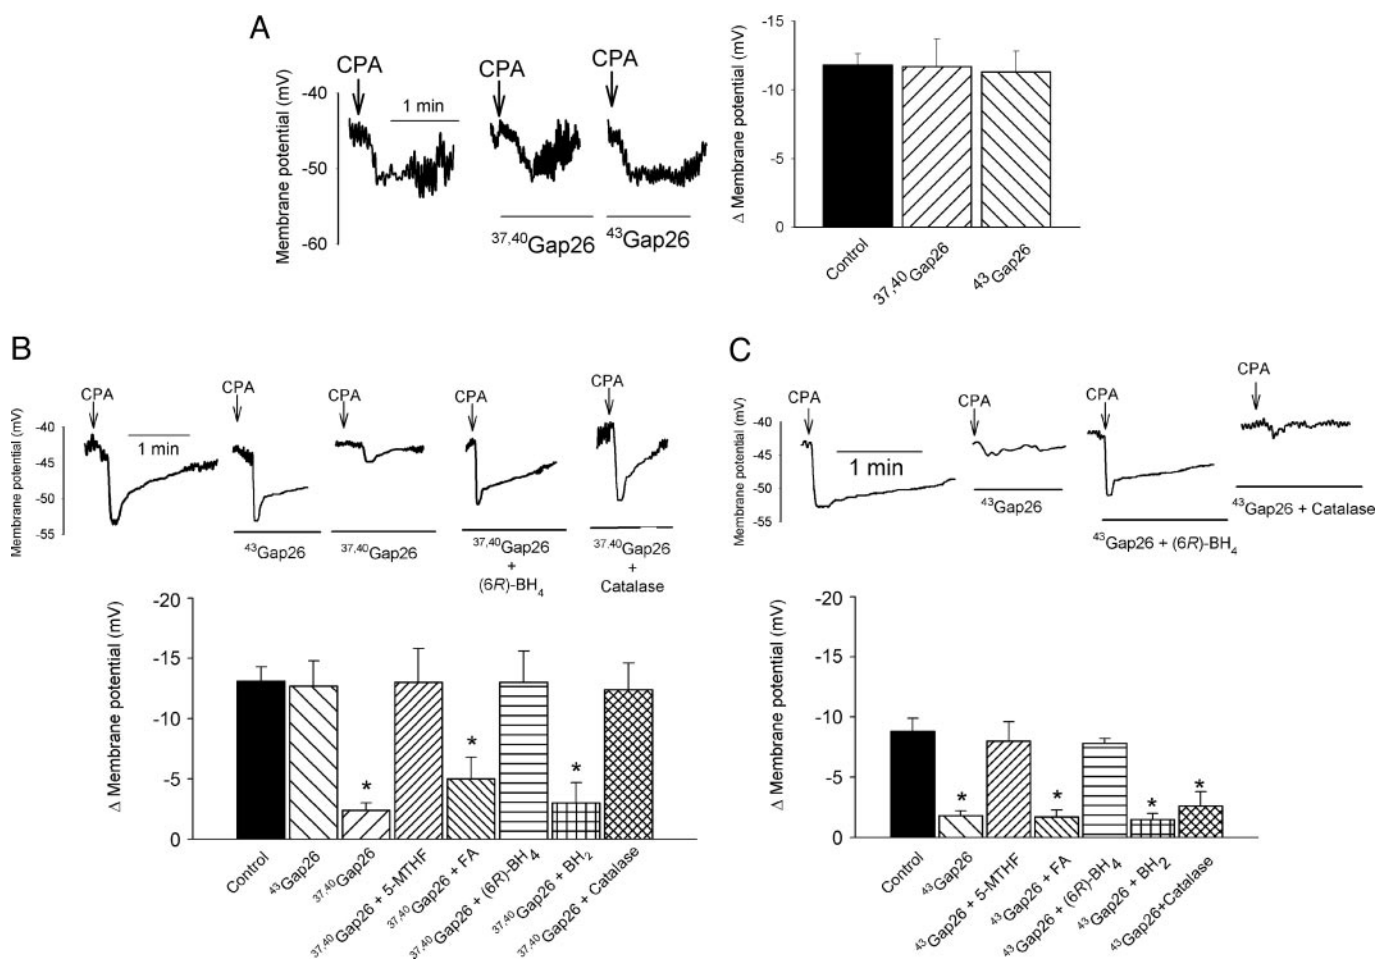 A
CPA
CPA
CPA
1 min
Membrane potential (mV)
-40
-50
-60
37,40Gap26
43Gap26
Δ Membrane potential (mV)
-15
-10
-5
0
Control
37,40Gap26
43Gap26
B
CPA
CPA
CPA
CPA
CPA
Membrane potential (mV)
-40
-45
-50
-55
1 min
43Gap26
37,40Gap26
37,40Gap26
+
(6R)-BH4
37,40Gap26
+
Catalase
Δ Membrane potential (mV)
-20
-15
-10
-5
0
*
*
*
Control
43Gap26
37,40Gap26
37,40Gap26 + 5-MTHF
37,40Gap26 + FA
37,40Gap26 + (6R)-BH4
37,40Gap26 + BH2
37,40Gap26 + Catalase
C
CPA
CPA
CPA
CPA
Membrane potential (mV)
-40
-45
-50
-55
1 min
43Gap26
43Gap26 + (6R)-BH4
43Gap26 + Catalase
Δ Membrane potential (mV)
-20
-15
-10
-5
0
*
*
*
*
Control
43Gap26
43Gap26 + 5-MTHF
43Gap26 + FA
43Gap26 + (6R)-BH4
43Gap26 + BH2
43Gap26+Catalase